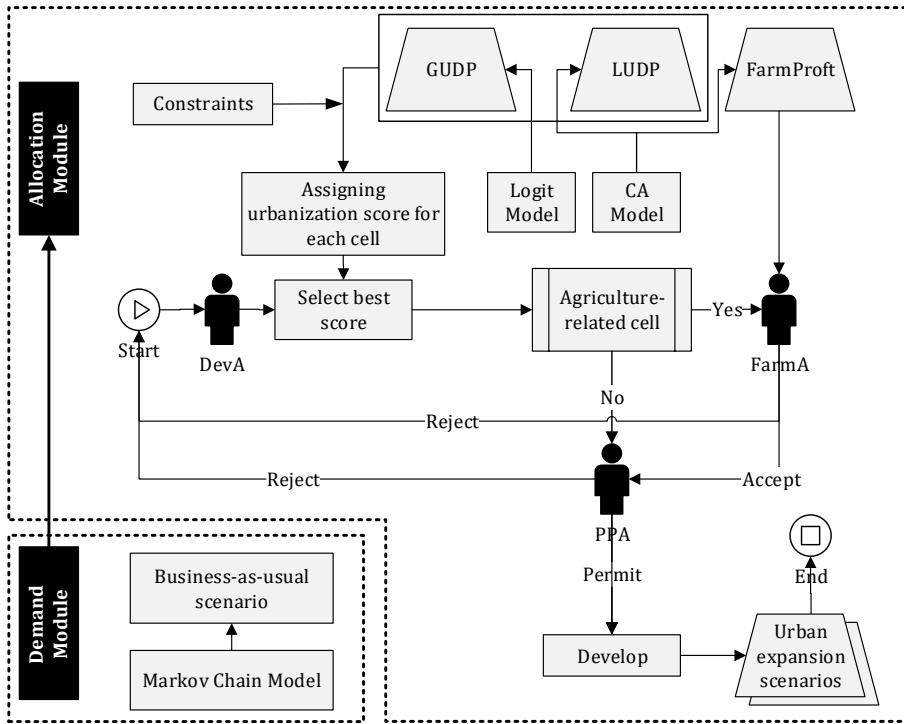 GUDP
LUDP
FarmProft
Constraints
Allocation
Module
Assigning
urbanization score for
each cell
Logit
Model
CA
Model
Select best
score
Agriculture-
related cell
Yes
Start
DevA
FarmA
No
Reject
Reject
Accept
PPA
Demand
Module
Business-as-usual
scenario
Markov Chain Model
Permit
End
Develop
Urban
expansion
scenarios